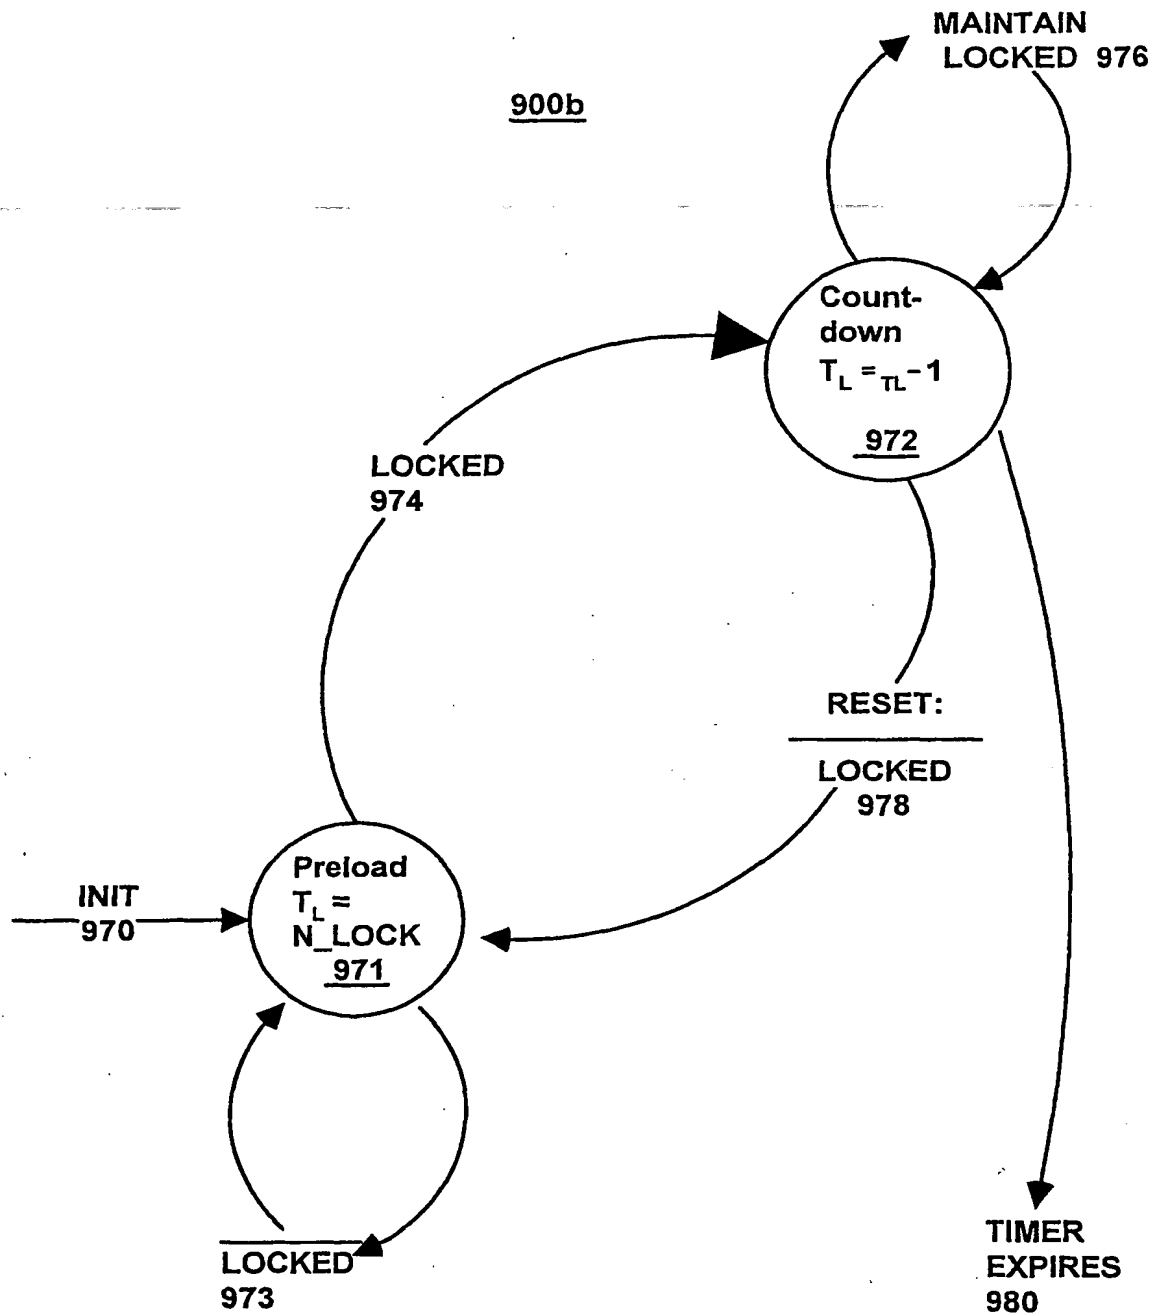 MAINTAIN
LOCKED 976
900b
Count-
down
T_L = TL - 1
972
LOCKED
974
RESET:
LOCKED
978
Preload
T_L =
N_LOCK
971
INIT
970
LOCKED
973
TIMER
EXPIRES
980